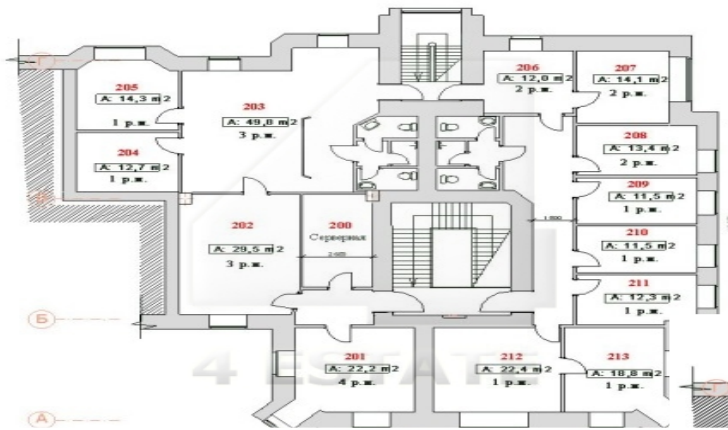 206
A: 12,0 m2
2 р.м.
207
A: 14,1 m2
2 р.м.
205
A: 14,3 m2
1 р.м.
203
A: 49,8 m2
3 р.м.
208
A: 13,4 m2
2 р.м.
204
A: 12,7 m2
1 р.м.
209
A: 11,5 m2
1 р.м.
202
A: 29,5 m2
3 р.м.
200
Серверная
210
A: 11,5 m2
1 р.м.
211
A: 12,3 m2
1 р.м.
Б
4 ESTATE
201
A: 22,2 m2
4 р.м.
212
A: 22,4 m2
1 р.м.
213
A: 18,8 m2
1 р.м.
А